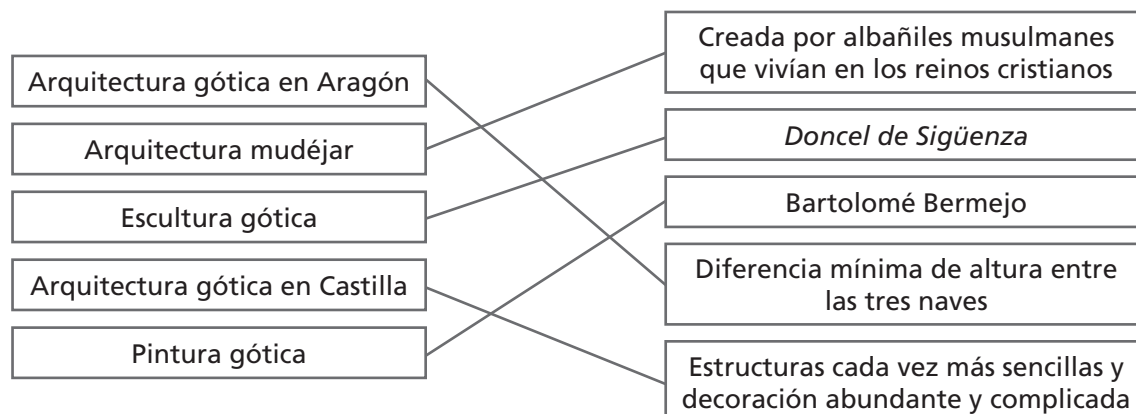 Arquitectura gótica en Aragón
Arquitectura mudéjar
Escultura gótica
Arquitectura gótica en Castilla
Pintura gótica
Creada por albañiles musulmanes
que vivían en los reinos cristianos
Doncel de Sigüenza
Bartolomé Bermejo
Diferencia mínima de altura entre
las tres naves
Estructuras cada vez más sencillas y
decoración abundante y complicada